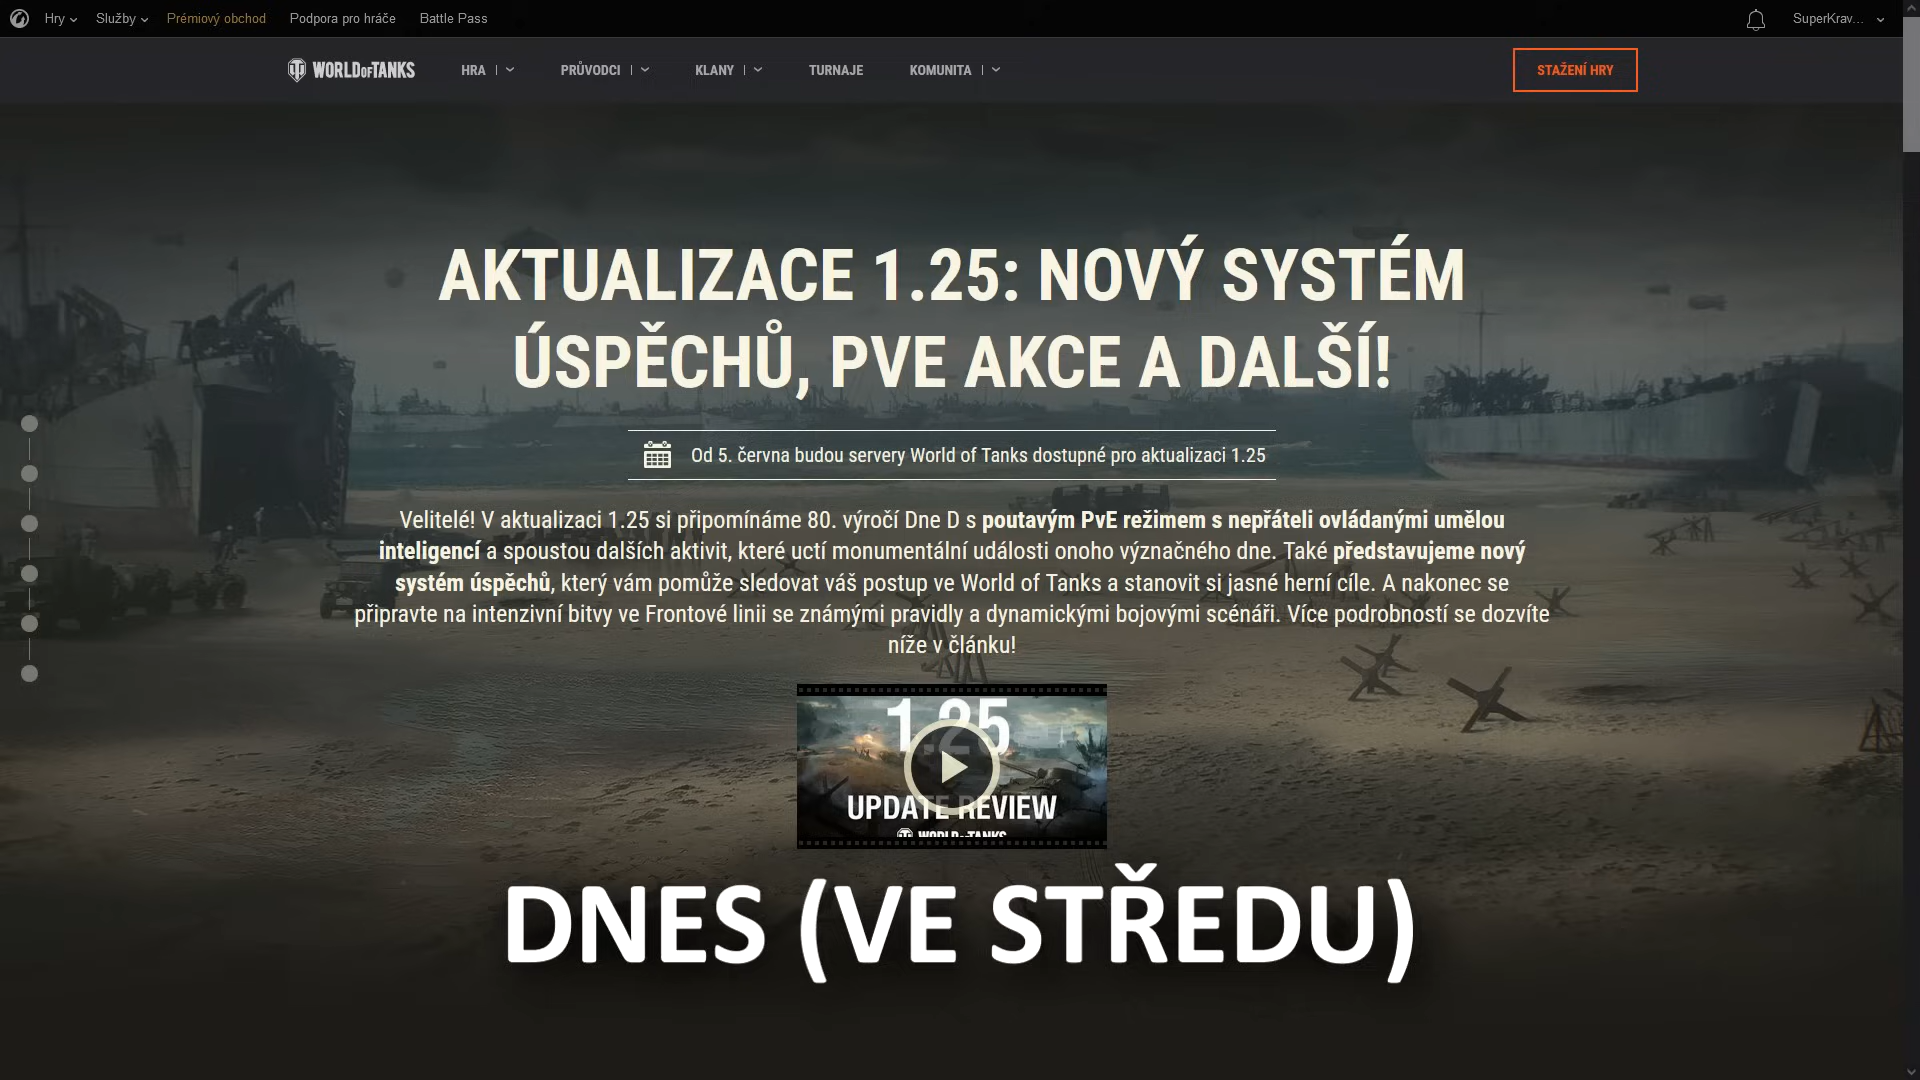 Hry
Služby
Prémiový obchod
Podpora pro hráče
Battle Pass
SuperKrav...
WORLD OF TANKS
HRA
PRŮVODCI
KLANY
TURNAJE
KOMUNITA
STAŽENÍ HRY
AKTUALIZACE 1.25: NOVÝ SYSTÉM
ÚSPĚCHŮ, PVE AKCE A DALŠÍ!
Od 5. června budou servery World of Tanks dostupné pro aktualizaci 1.25
Velitelé! V aktualizaci 1.25 si připomínáme 80. výročí Dne D s poutavým PvE režimem s nepřáteli ovládanými umělou
inteligencí a spoustou dalších aktivit, které uctí monumentální události onoho význačného dne. Také představujeme nový
systém úspěchů, který vám pomůže sledovat váš postup ve World of Tanks a stanovit si jasné herní cíle. A nakonec se
připravte na intenzivní bitvy ve Frontové linii se známými pravidly a dynamickými bojovými scénáři. Více podrobností se dozvíte
níže v článku!
1.25
UPDATE REVIEW
WORLD OF TANKS
DNES (VE STŘEDU)